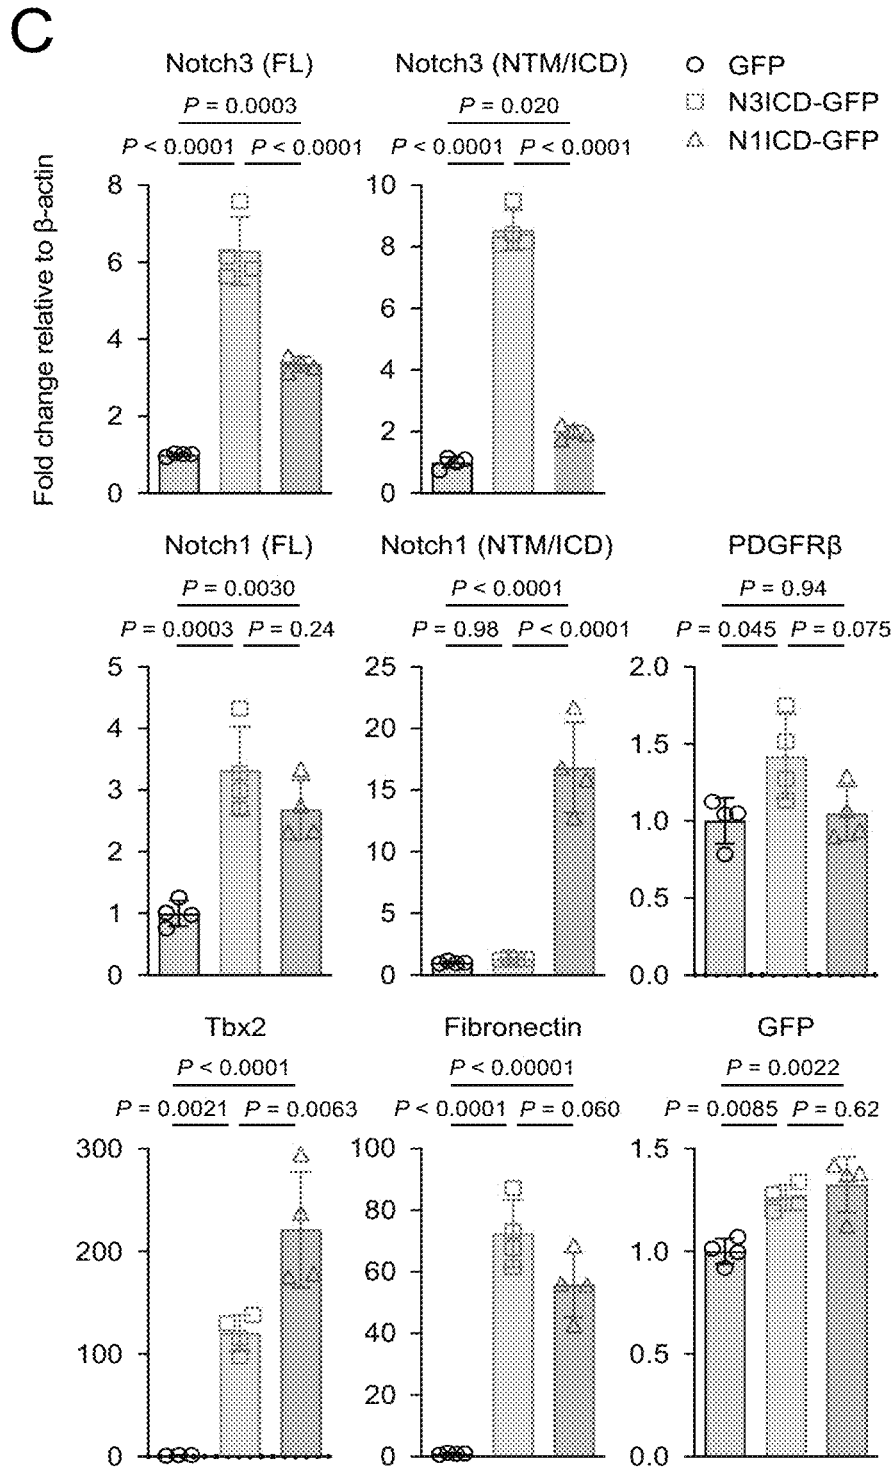 C
Notch3 (FL)
P = 0.0003
P < 0.0001 P < 0.0001
Fold change relative to β-actin
8
6
4
2
0
Notch3 (NTM/ICD)
P = 0.020
P < 0.0001 P < 0.0001
10
8
6
4
2
0
GFP
N3ICD-GFP
N1ICD-GFP
Notch1 (FL)
P = 0.0030
P = 0.0003 P = 0.24
5
4
3
2
1
0
Notch1 (NTM/ICD)
P < 0.0001
P = 0.98 P < 0.0001
25
20
15
10
5
0
PDGFRβ
P = 0.94
P = 0.045 P = 0.075
2.0
1.5
1.0
0.5
0.0
Tbx2
P < 0.0001
P = 0.0021 P = 0.0063
300
200
100
0
Fibronectin
P < 0.00001
P < 0.0001 P = 0.060
100
80
60
40
20
0
GFP
P = 0.0022
P = 0.0085 P = 0.62
1.5
1.0
0.5
0.0